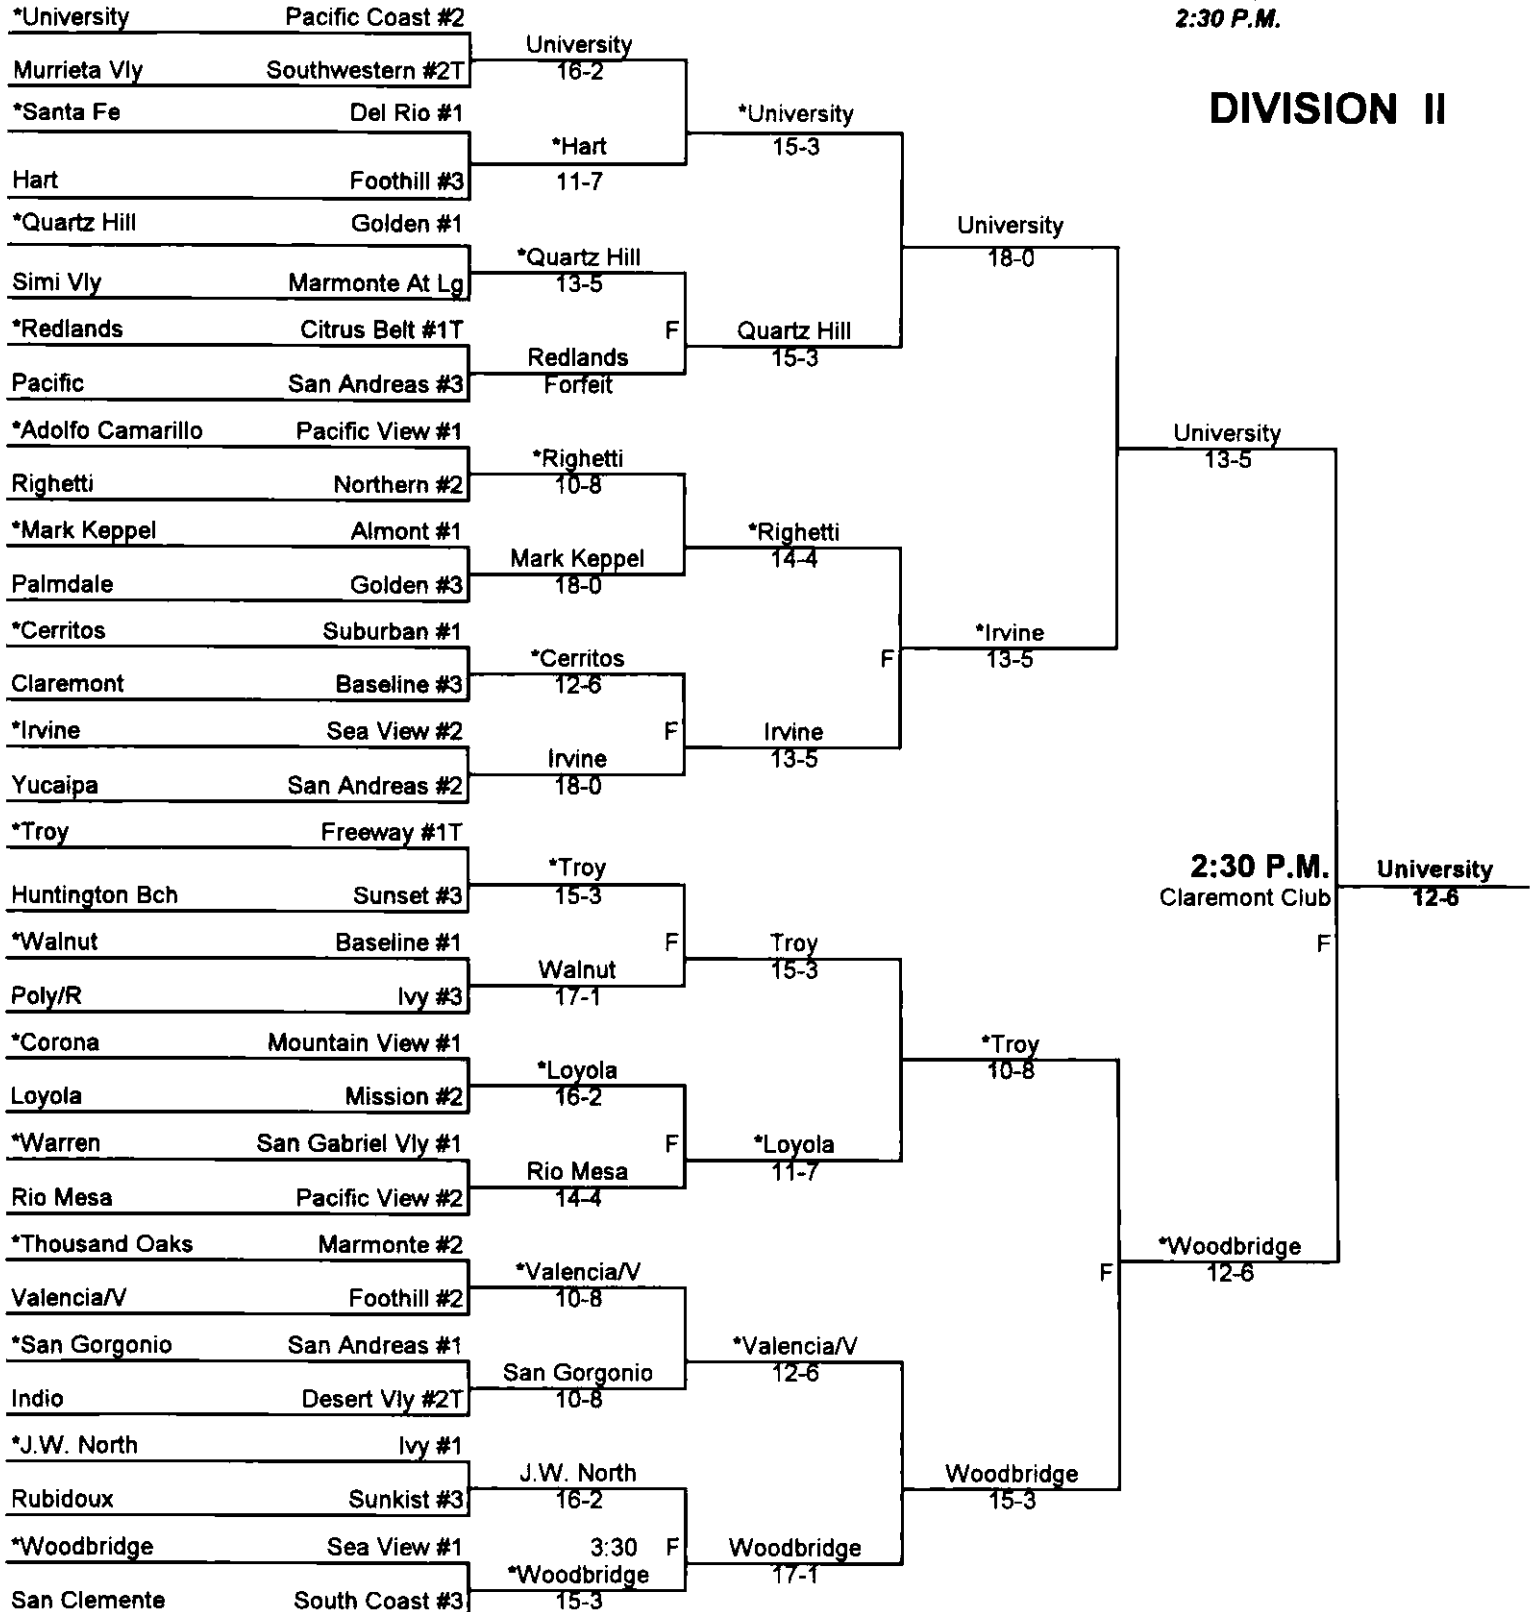 2:30 P.M.
DIVISION II
*University Pacific Coast #2
Murrieta Vly Southwestern #2T
*Santa Fe Del Rio #1
Hart Foothill #3
*Quartz Hill Golden #1
Simi Vly Marmonte At Lg
*Redlands Citrus Belt #1T
Pacific San Andreas #3
*Adolfo Camarillo Pacific View #1
Righetti Northern #2
*Mark Keppel Almont #1
Palmdale Golden #3
*Cerritos Suburban #1
Claremont Baseline #3
*Irvine Sea View #2
Yucaipa San Andreas #2
*Troy Freeway #1T
Huntington Bch Sunset #3
*Walnut Baseline #1
Poly/R Ivy #3
*Corona Mountain View #1
Loyola Mission #2
*Warren San Gabriel Vly #1
Rio Mesa Pacific View #2
*Thousand Oaks Marmonte #2
Valencia/V Foothill #2
*San Gorgonio San Andreas #1
Indio Desert Vly #2T
*J.W. North Ivy #1
Rubidoux Sunkist #3
*Woodbridge Sea View #1
San Clemente South Coast #3
University
16-2
*Hart
11-7
*Quartz Hill
13-5
F
Redlands
Forfeit
*Righetti
10-8
Mark Keppel
18-0
*Cerritos
12-6
F
Irvine
18-0
*Troy
15-3
F
Walnut
17-1
*Loyola
16-2
F
Rio Mesa
14-4
*Valencia/V
10-8
San Gorgonio
10-8
J.W. North
16-2
3:30 F
*Woodbridge
15-3
*University
15-3
Quartz Hill
15-3
*Righetti
14-4
F
Irvine
13-5
Troy
15-3
*Loyola
11-7
*Valencia/V
12-6
Woodbridge
17-1
University
18-0
*Irvine
13-5
*Troy
10-8
F
Woodbridge
15-3
University
13-5
2:30 P.M.
Claremont Club
F
*Woodbridge
12-6
University
12-6